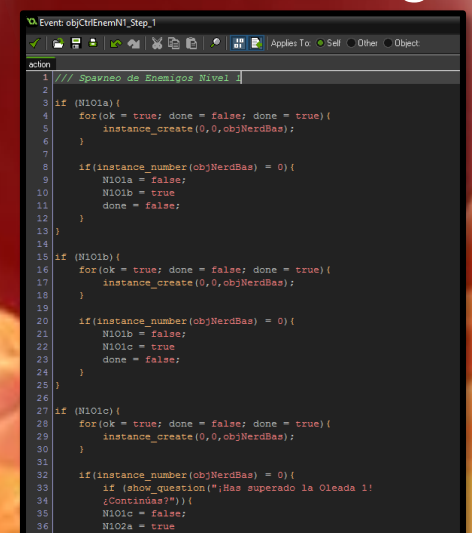 Event: objCtrlEnemN1_Step_1
Applies To: Self Other Object:
action
1 /// Spawneo de Enemigos Nivel 1
2
3 if (N1O1a){
4 for(ok = true; done = false; done = true){
5 instance_create(0,0,objNerdBas);
6 }
7
8 if(instance_number(objNerdBas) = 0){
9 N1O1a = false;
10 N1O1b = true
11 done = false;
12 }
13 }
14
15 if (N1O1b){
16 for(ok = true; done = false; done = true){
17 instance_create(0,0,objNerdBas);
18 }
19
20 if(instance_number(objNerdBas) = 0){
21 N1O1b = false;
22 N1O1c = true
23 done = false;
24 }
25 }
26
27 if (N1O1c){
28 for(ok = true; done = false; done = true){
29 instance_create(0,0,objNerdBas);
30 }
31
32 if(instance_number(objNerdBas) = 0){
33 if (show_question("¡Has superado la Oleada 1!
34 ¿Continúas?")){
35 N1O1c = false;
36 N1O2a = true